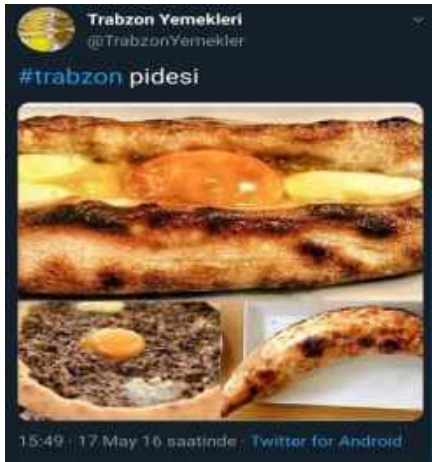 Trabzon Yemekleri
@TrabzonYemekler
#trabzon pidesi
15:49 · 17 May 16 saatinde · Twitter for Android